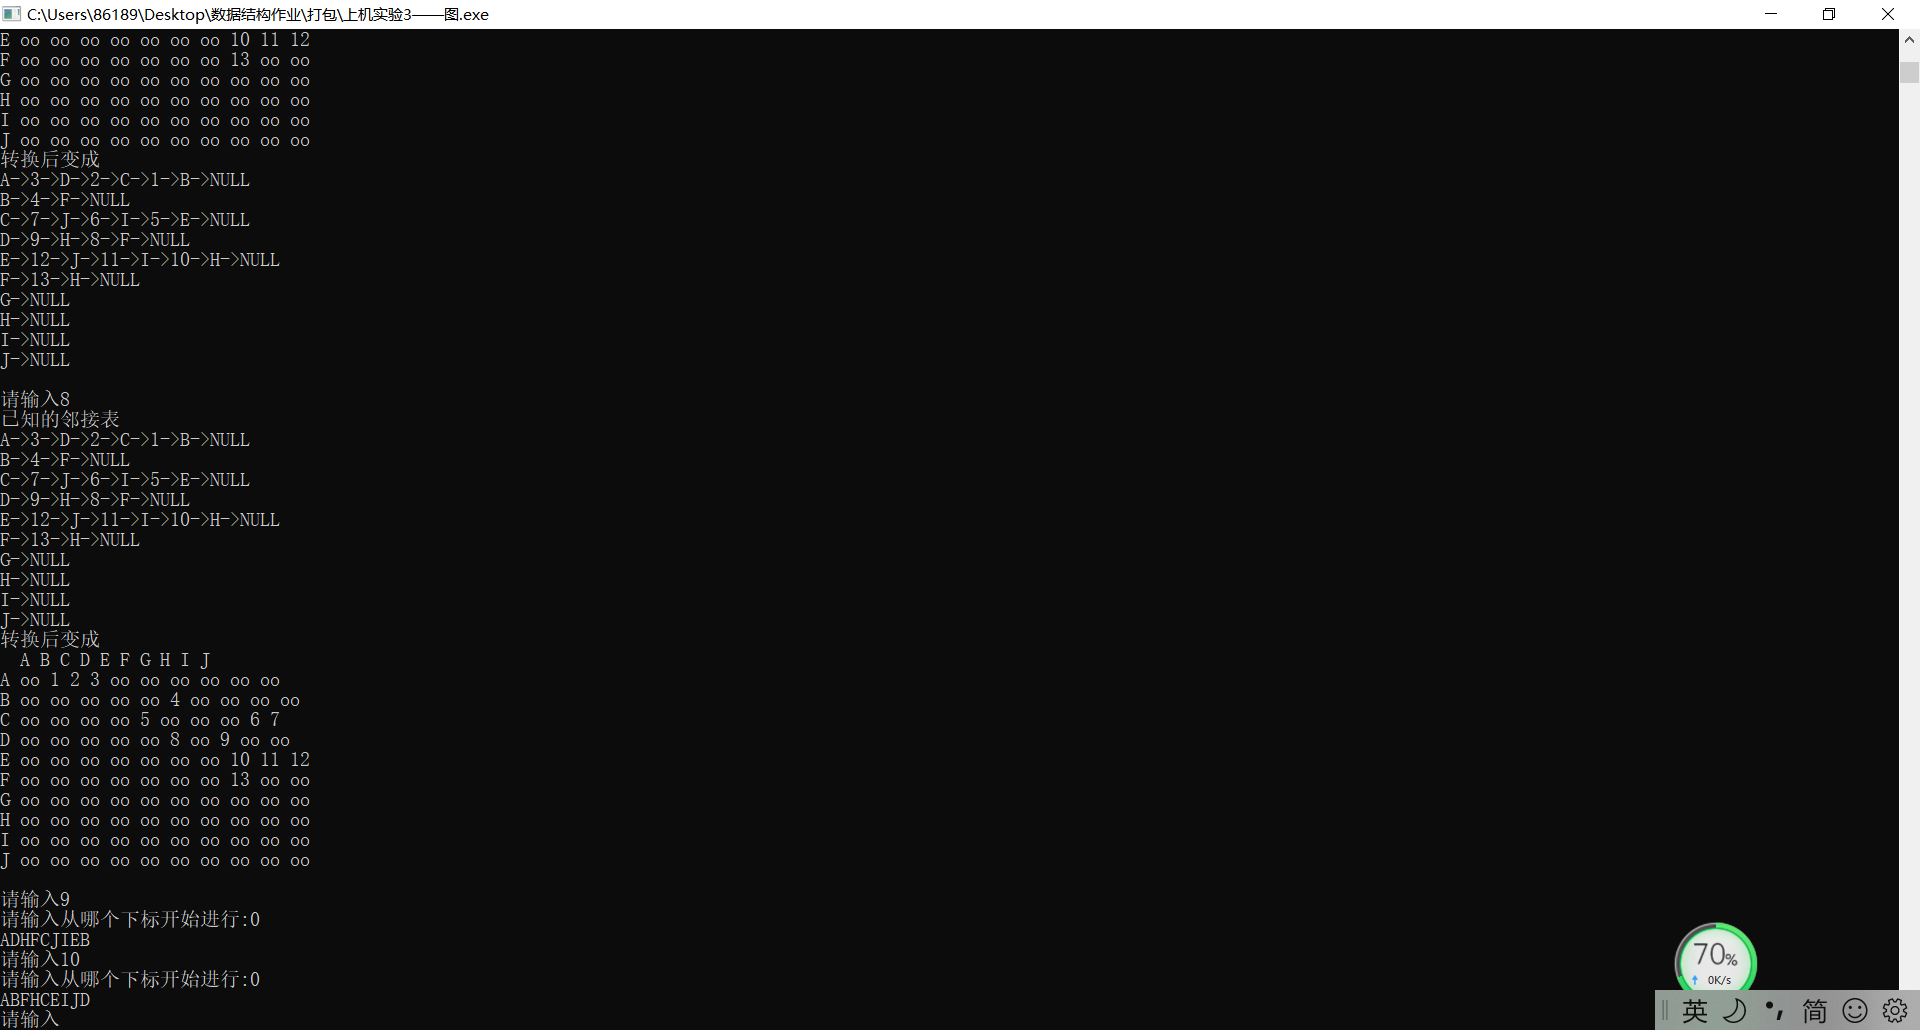 C:\Users\86189\Desktop\数据结构作业\打包\上机实验3——图.exe
E oo oo oo oo oo oo oo 10 11 12
F oo oo oo oo oo oo oo 13 oo oo
G oo oo oo oo oo oo oo oo oo oo
H oo oo oo oo oo oo oo oo oo oo
I oo oo oo oo oo oo oo oo oo oo
J oo oo oo oo oo oo oo oo oo oo
转换后变成
A->3->D->2->C->1->B->NULL
B->4->F->NULL
C->7->J->6->I->5->E->NULL
D->9->H->8->F->NULL
E->12->J->11->I->10->H->NULL
F->13->H->NULL
G->NULL
H->NULL
I->NULL
J->NULL
请输入8
已知的邻接表
A->3->D->2->C->1->B->NULL
B->4->F->NULL
C->7->J->6->I->5->E->NULL
D->9->H->8->F->NULL
E->12->J->11->I->10->H->NULL
F->13->H->NULL
G->NULL
H->NULL
I->NULL
J->NULL
转换后变成
  A B C D E F G H I J
A oo 1 2 3 oo oo oo oo oo oo
B oo oo oo oo oo 4 oo oo oo oo
C oo oo oo oo 5 oo oo oo 6 7
D oo oo oo oo oo 8 oo 9 oo oo
E oo oo oo oo oo oo oo 10 11 12
F oo oo oo oo oo oo oo 13 oo oo
G oo oo oo oo oo oo oo oo oo oo
H oo oo oo oo oo oo oo oo oo oo
I oo oo oo oo oo oo oo oo oo oo
J oo oo oo oo oo oo oo oo oo oo
请输入9
请输入从哪个下标开始进行:0
ADHFCJIEB
请输入10
请输入从哪个下标开始进行:0
ABFHCEIJD
请输入
70%
0K/s
英 简